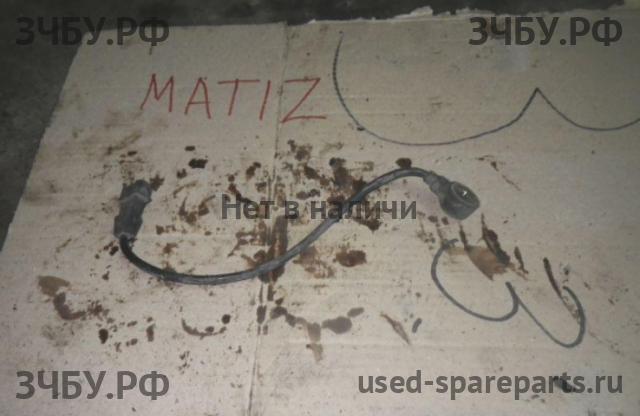 ЗЧБУ.РФ ЗЧБУ.РФ
MATIZ
Нет в наличи
ЗЧБУ.РФ used-spareparts.ru